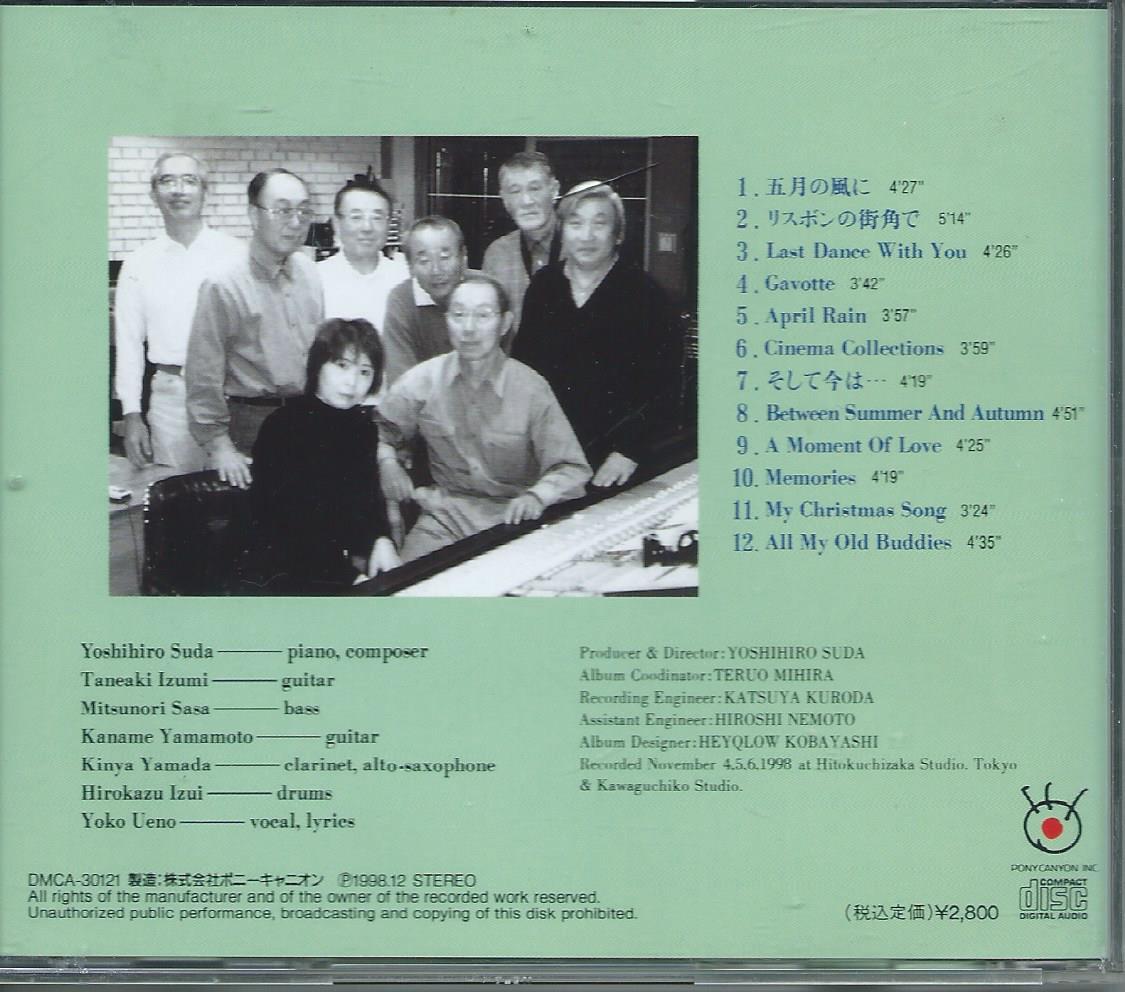 1. 五月の風に 4'27"
2. リスボンの街角で 5'14"
3. Last Dance With You 4'26"
4. Gavotte 3'42"
5. April Rain 3'57"
6. Cinema Collections 3'59"
7. そして今は… 4'19"
8. Between Summer And Autumn 4'51"
9. A Moment Of Love 4'25"
10. Memories 4'19"
11. My Christmas Song 3'24"
12. All My Old Buddies 4'35"
Yoshihiro Suda——piano, composer
Taneaki Izumi——guitar
Mitsunori Sasa——bass
Kaname Yamamoto——guitar
Kinya Yamada——clarinet, alto-saxophone
Hirokazu Izui——drums
Yoko Ueno——vocal, lyrics
Producer & Director:YOSHIHIRO SUDA
Album Coodinator:TERUO MIHIRA
Recording Engineer:KATSUYA KURODA
Assistant Engineer:HIROSHI NEMOTO
Album Designer:HEYQLOW KOBAYASHI
Recorded November 4.5.6.1998 at Hitokuchizaka Studio. Tokyo
& Kawaguchiko Studio.
DMCA-30121 製造:株式会社ポニーキャニオン Ⓟ1998.12 STEREO
All rights of the manufacturer and of the owner of the recorded work reserved.
Unauthorized public performance, broadcasting and copying of this disk prohibited.
(税込定価)¥2,800
PONY CANYON INC.
COMPACT
disc
DIGITAL AUDIO